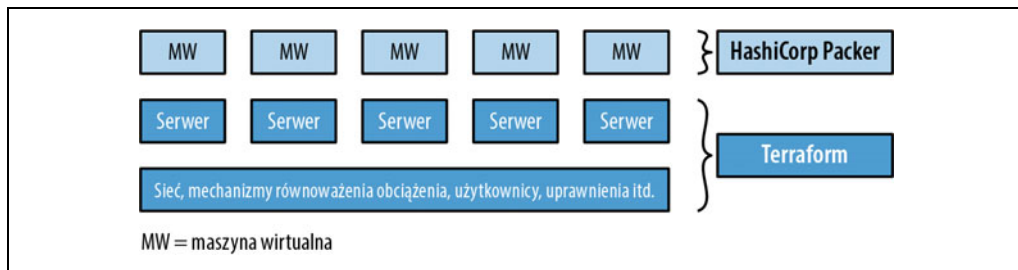 MW MW MW MW MW HashiCorp Packer
Serwer Serwer Serwer Serwer Serwer
Terraform
Sieć, mechanizmy równoważenia obciążenia, użytkownicy, uprawnienia itd.
MW = maszyna wirtualna